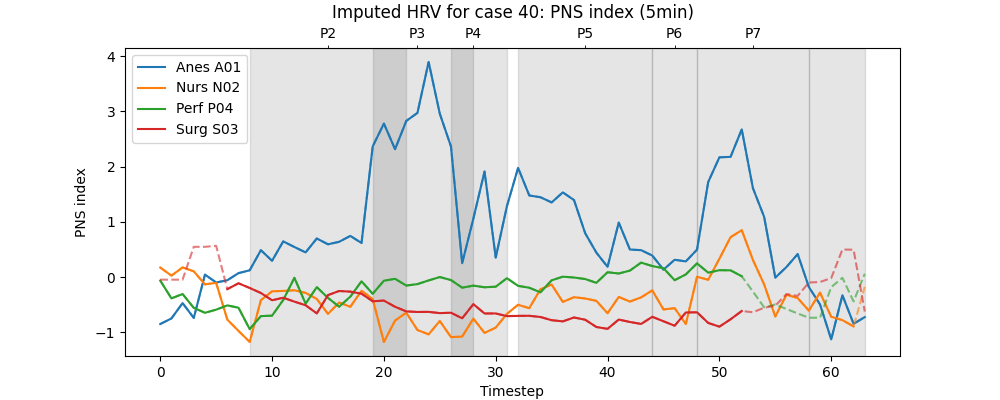 Imputed HRV for case 40: PNS index (5min)
P2 P3 P4 P5 P6 P7
Anes A01
Nurs N02
Perf P04
Surg S03
PNS index
4
3
2
1
0
−1
0 10 20 30 40 50 60
Timestep